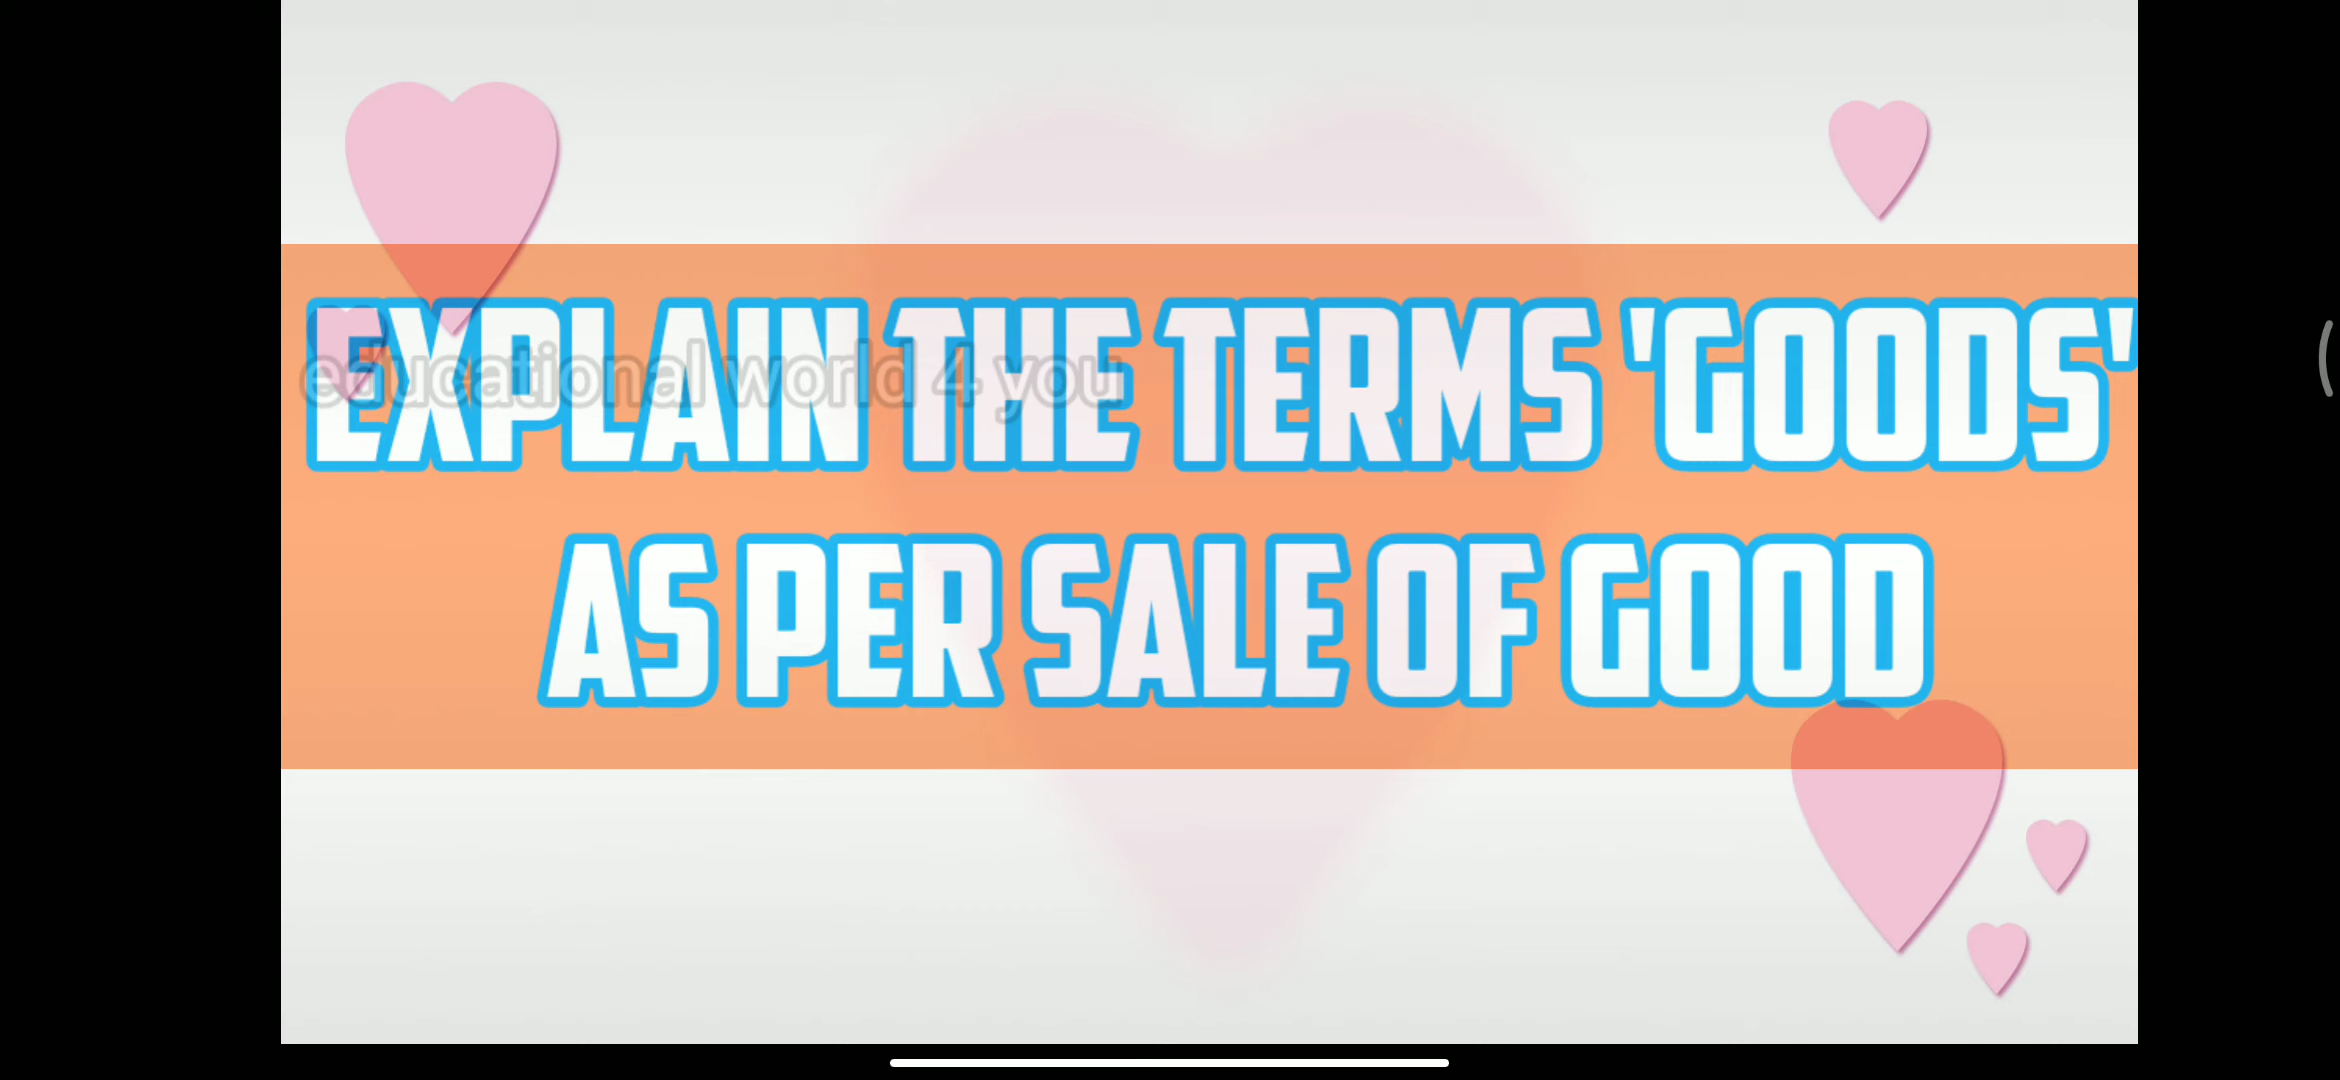 EXPLAIN THE TERMS 'GOODS'
educational world 4 you
AS PER SALE OF GOOD